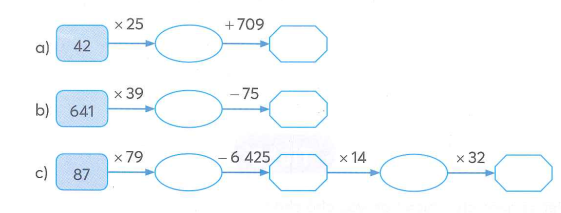 × 25 + 709
a) 42
× 39 – 75
b) 641
× 79 – 6 425 × 14 × 32
c) 87